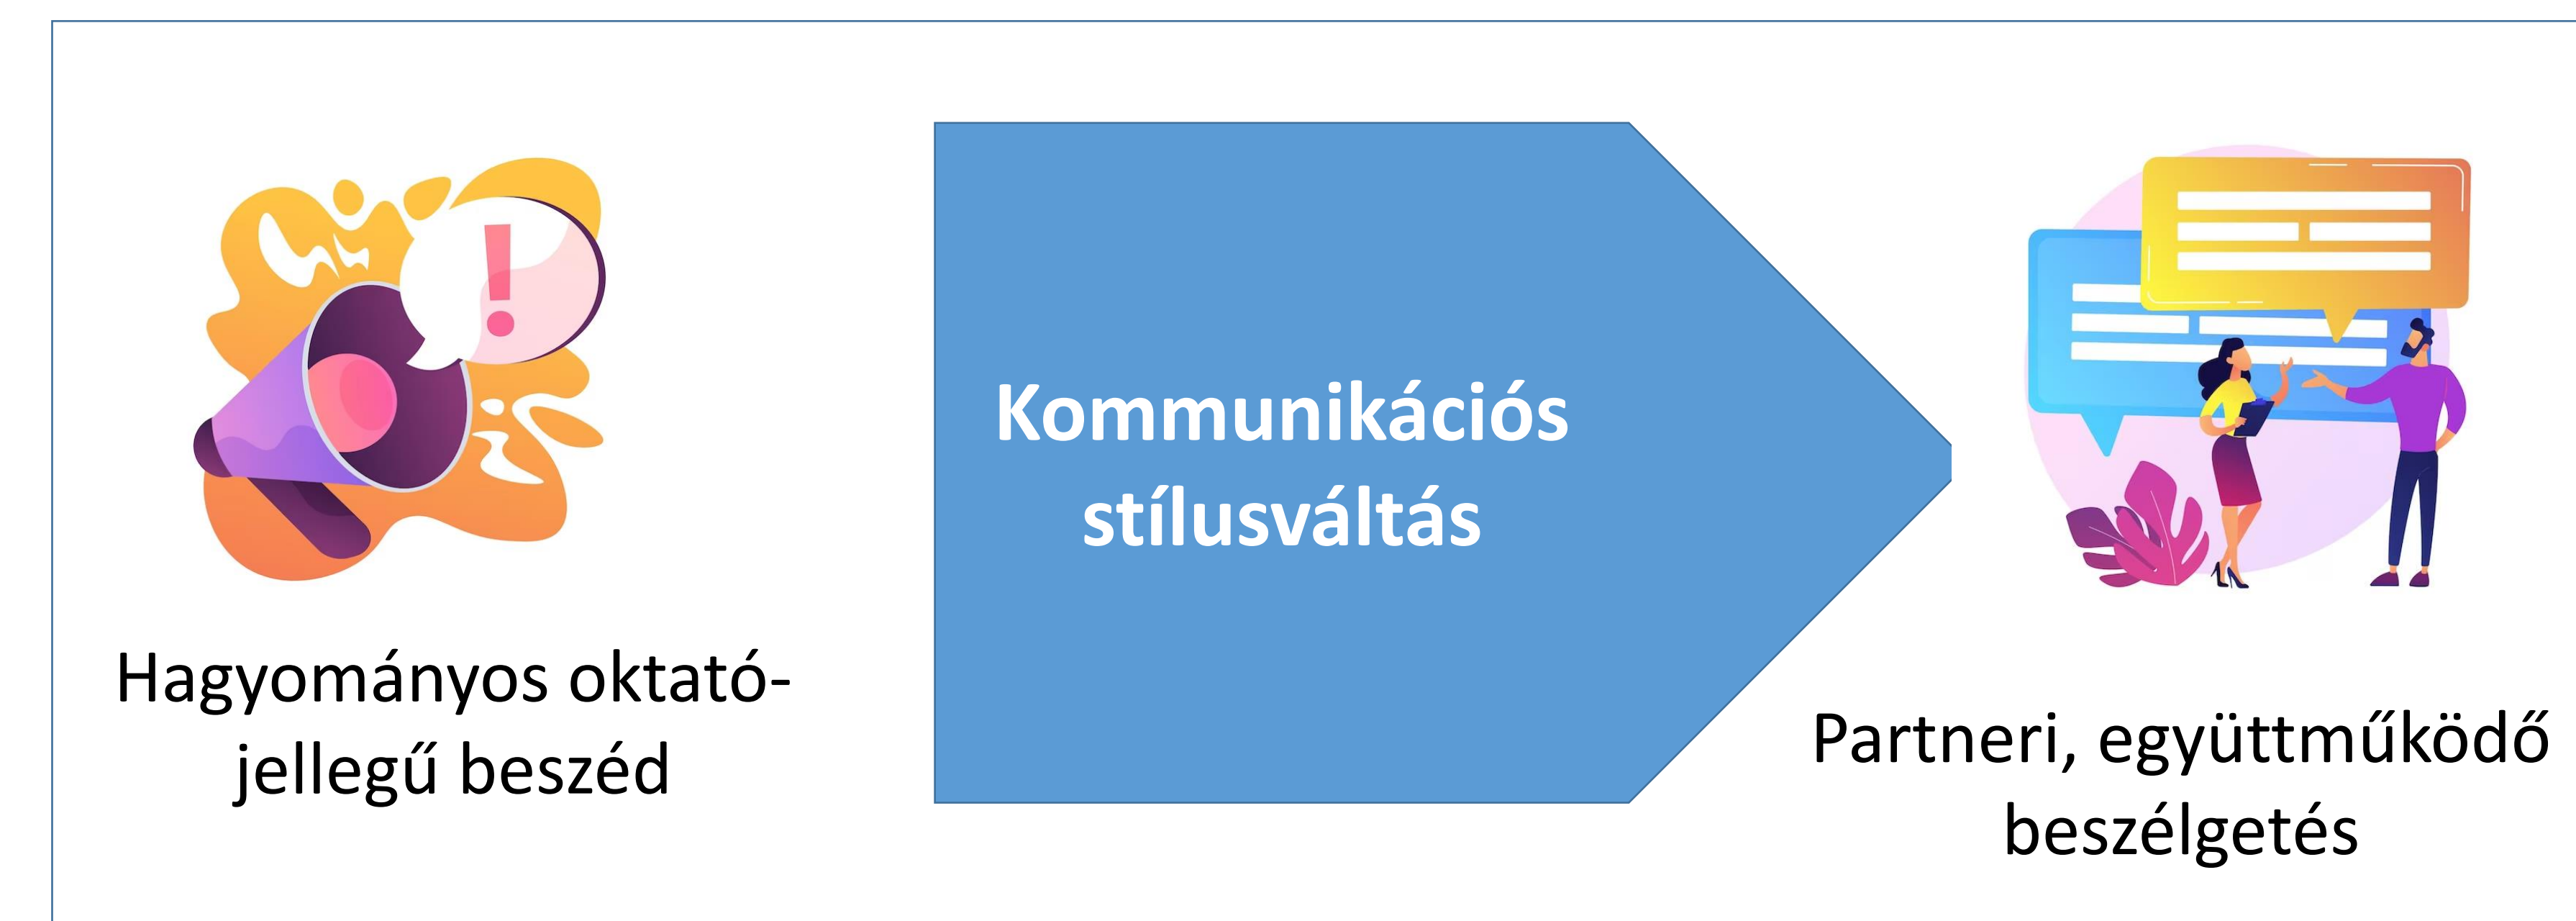 Hagyományos oktató-
jellegű beszéd
Kommunikációs
stílusváltás
Partneri, együttműködő
beszélgetés